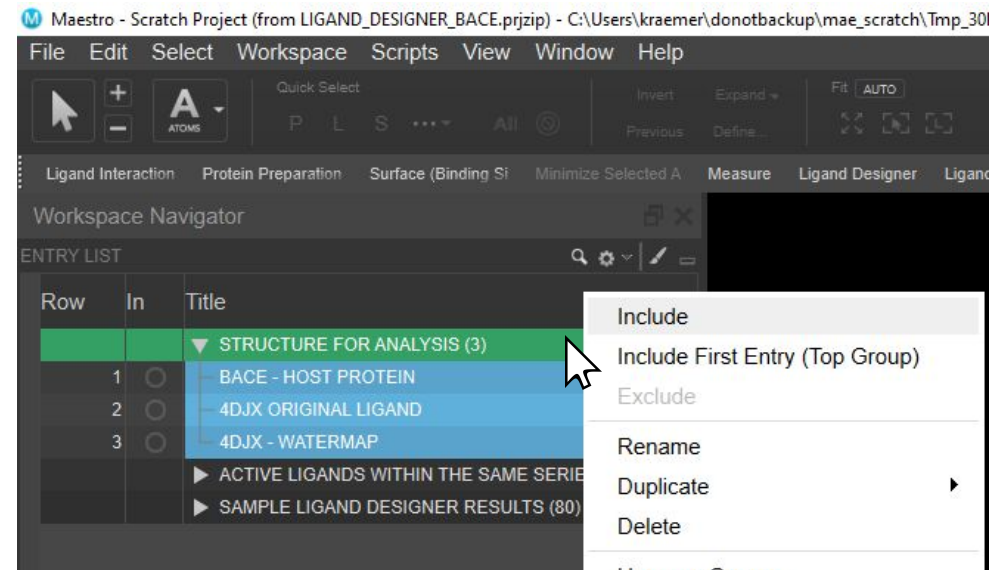 Maestro - Scratch Project (from LIGAND_DESIGNER_BACE.prjzip) - C:\Users\kraemer\donotbackup\mae_scratch\Tmp_30
File Edit Select Workspace Scripts View Window Help
Quick Select
Invert Expand Fit AUTO
A
ATOMS
P L S ... All
Previous Define...
Ligand Interaction Protein Preparation Surface (Binding Si Minimize Selected A Measure Ligand Designer Ligand
Workspace Navigator
ENTRY LIST
Row In Title
Include
STRUCTURE FOR ANALYSIS (3)
Include First Entry (Top Group)
1 BACE - HOST PROTEIN
Exclude
2 4DJX ORIGINAL LIGAND
3 4DJX - WATERMAP
Rename
ACTIVE LIGANDS WITHIN THE SAME SERIE
Duplicate
SAMPLE LIGAND DESIGNER RESULTS (80)
Delete